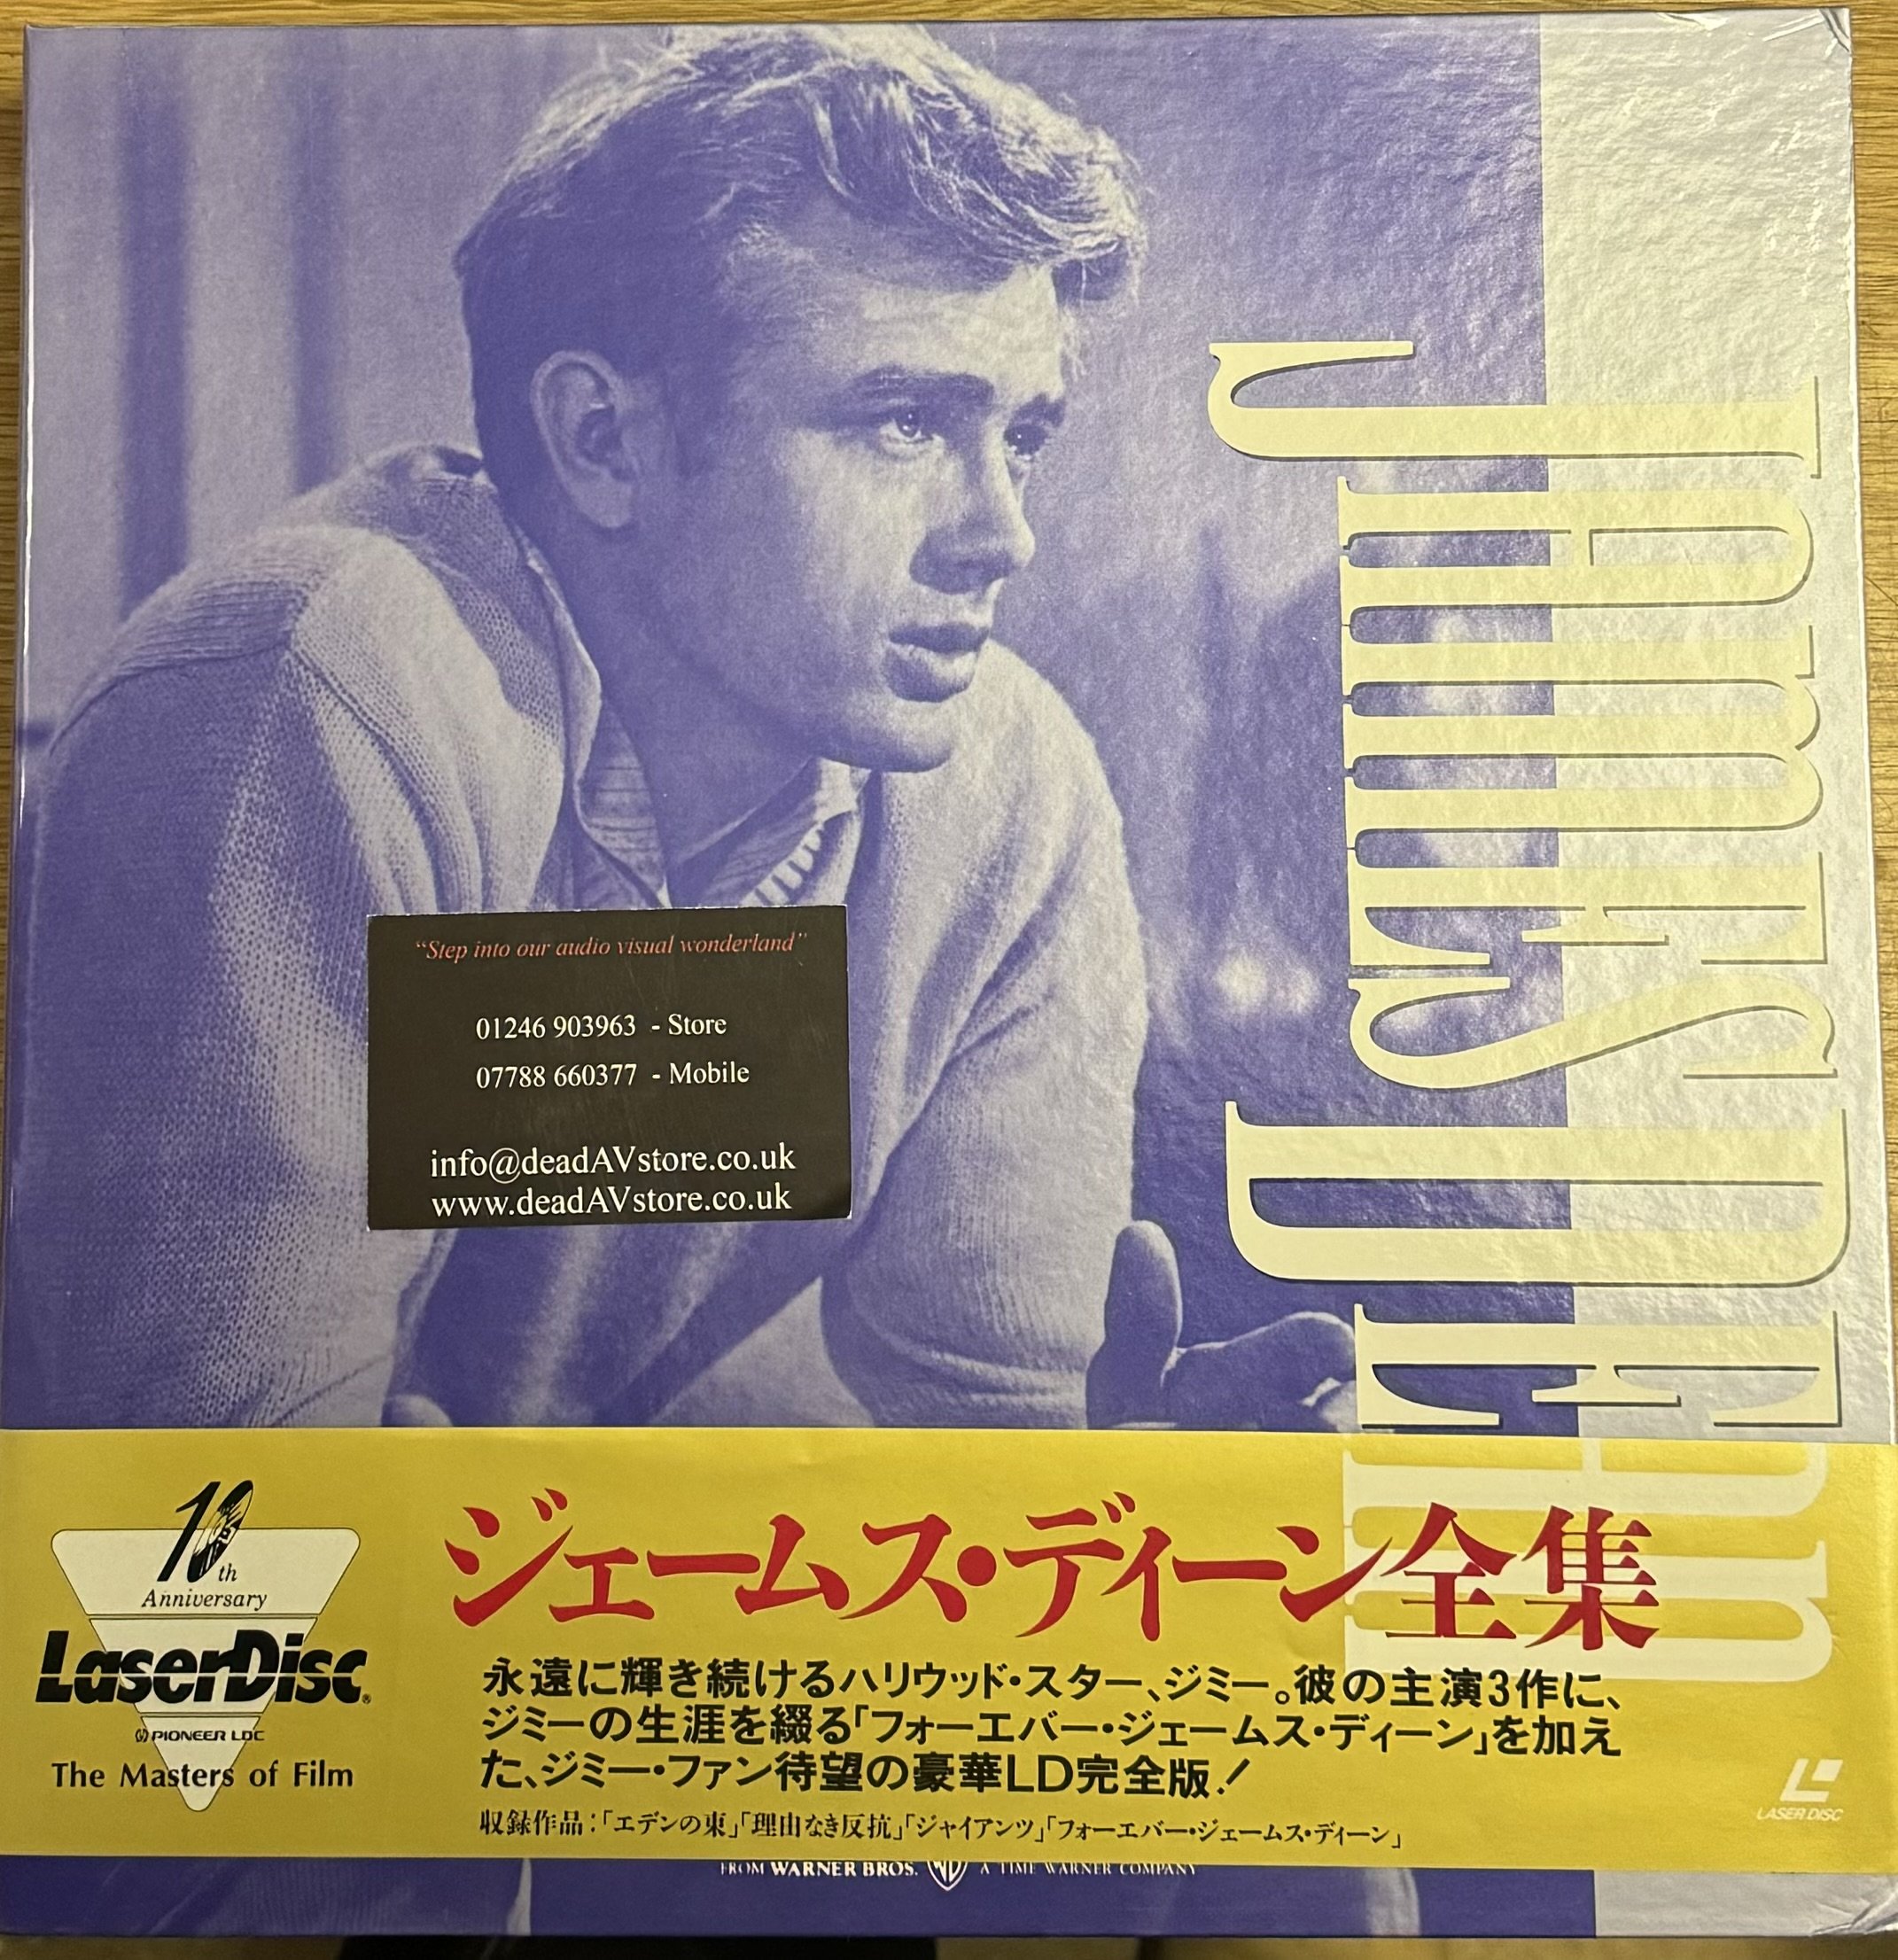 JAMES DEAN
“Step into our audio visual wonderland”
01246 903963 - Store
07788 660377 - Mobile
info@deadAVstore.co.uk
www.deadAVstore.co.uk
10th
Anniversary
LaserDisc®
PIONEER LDC
The Masters of Film
ジェームス・ディーン全集
永遠に輝き続けるハリウッド・スター、ジミー。彼の主演3作に、
ジミーの生涯を綴る「フォーエバー・ジェームス・ディーン」を加え
た、ジミー・ファン待望の豪華LD完全版!
収録作品:「エデンの東」「理由なき反抗」「ジャイアンツ」「フォーエバー・ジェームス・ディーン」
LASER DISC
FROM WARNER BROS. WB A TIME WARNER COMPANY